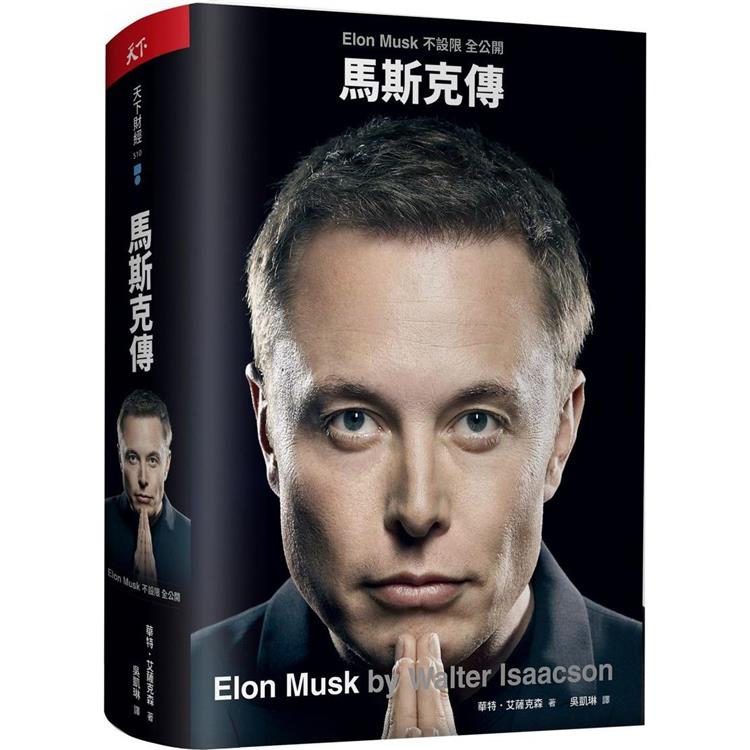 天下
天下財經
510
馬斯克傳
Elon Musk 不設限 全公開
華特・艾薩克森 著
吳凱琳 譯
Elon Musk 不設限 全公開
馬斯克傳
Elon Musk by Walter Isaacson
華特・艾薩克森 著 吳凱琳 譯